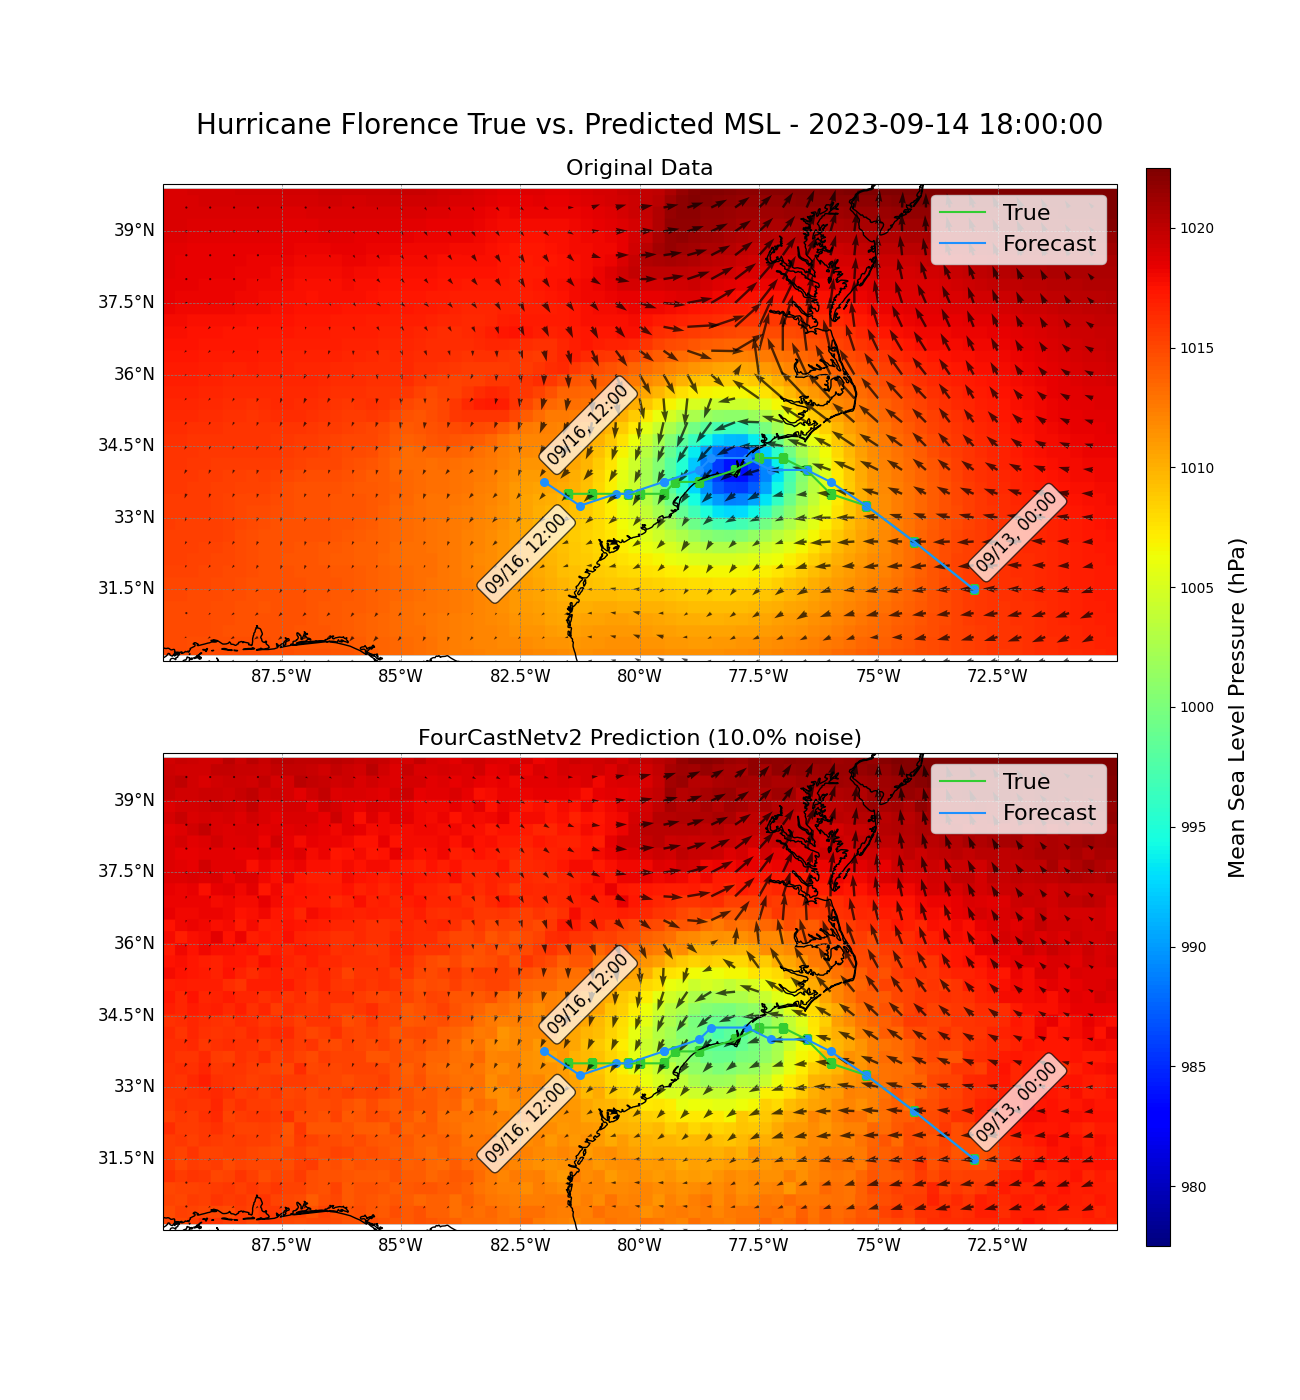 Hurricane Florence True vs. Predicted MSL - 2023-09-14 18:00:00
Original Data
True
Forecast
39°N
37.5°N
36°N
34.5°N
33°N
31.5°N
09/16, 12:00
09/16, 12:00
09/13, 00:00
87.5°W
85°W
82.5°W
80°W
77.5°W
75°W
72.5°W
FourCastNetv2 Prediction (10.0% noise)
True
Forecast
39°N
37.5°N
36°N
34.5°N
33°N
31.5°N
09/16, 12:00
09/16, 12:00
09/13, 00:00
87.5°W
85°W
82.5°W
80°W
77.5°W
75°W
72.5°W
1020
1015
1010
1005
1000
995
990
985
980
Mean Sea Level Pressure (hPa)